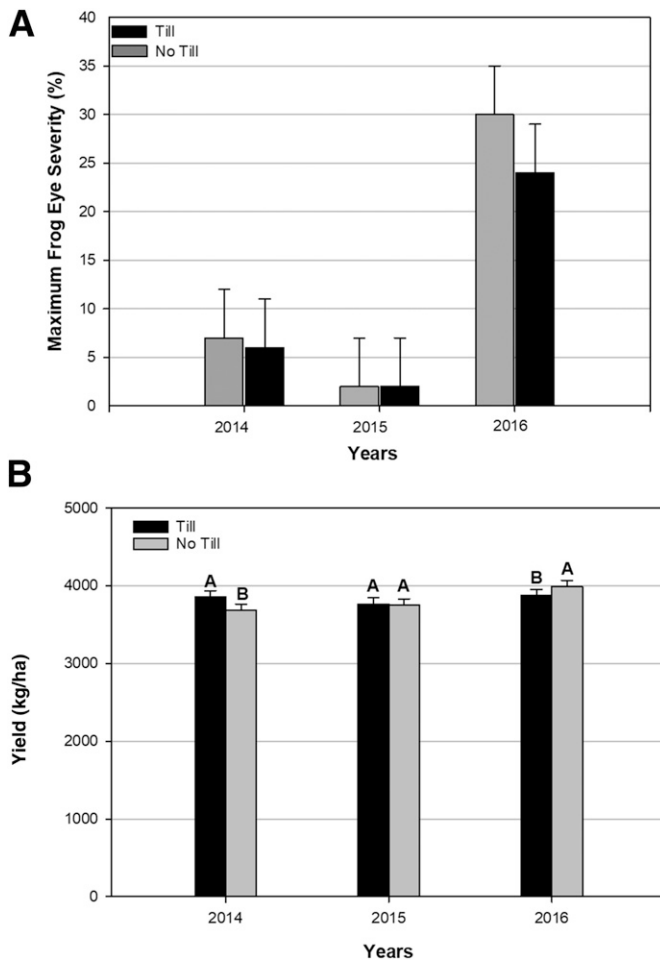 A
Maximum Frog Eye Severity (%)
40
35
30
25
20
15
10
5
0
Till
No Till
2014
2015
2016
Years
B
Yield (kg/ha)
5000
4000
3000
2000
1000
0
Till
No Till
A
B
A
A
B
A
2014
2015
2016
Years